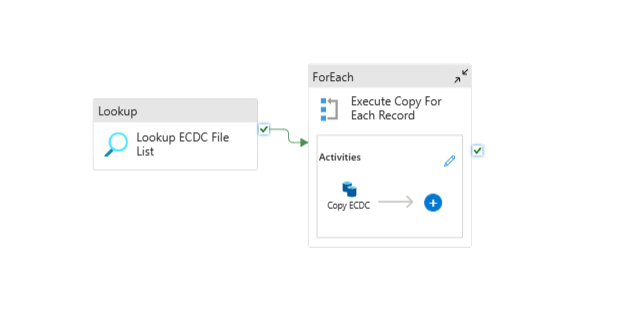 Lookup
Lookup ECDC File
List
ForEach
Execute Copy For
Each Record
Activities
Copy ECDC